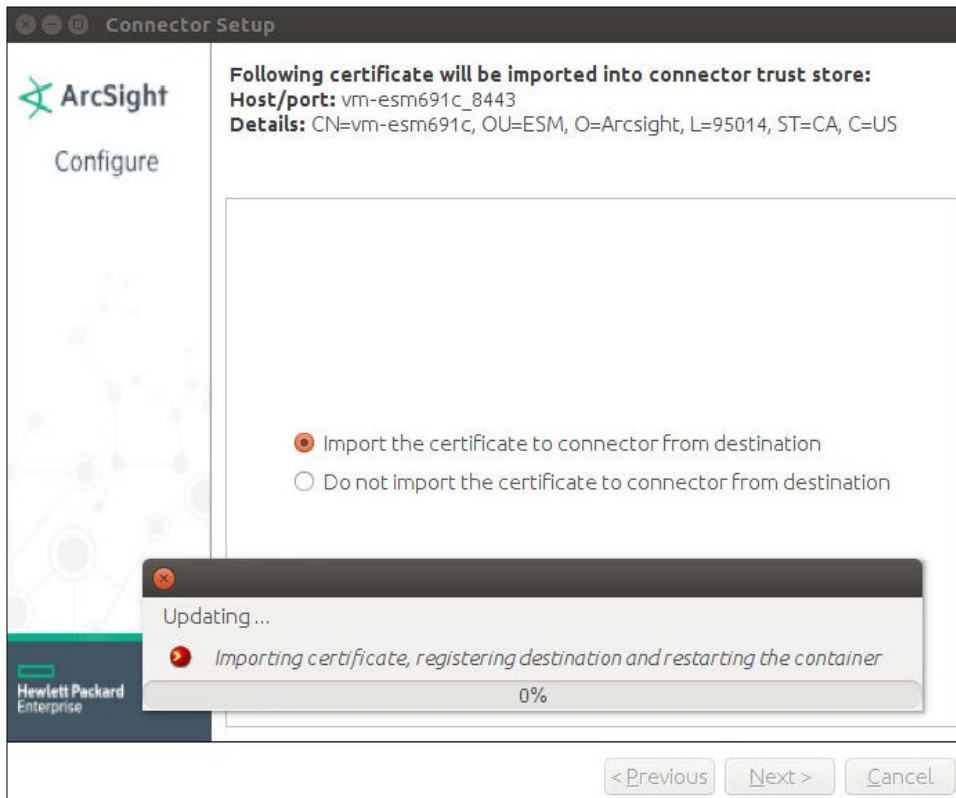 Connector Setup
ArcSight
Configure
Following certificate will be imported into connector trust store:
Host/port: vm-esm691c_8443
Details: CN=vm-esm691c, OU=ESM, O=Arcsight, L=95014, ST=CA, C=US
Import the certificate to connector from destination
Do not import the certificate to connector from destination
Updating ...
Importing certificate, registering destination and restarting the container
0%
Hewlett Packard
Enterprise
< Previous
Next >
Cancel